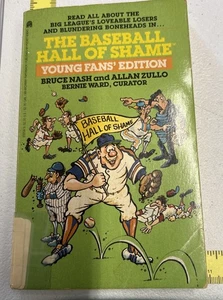 READ ALL ABOUT THE
BIG LEAGUE'S LOVEABLE LOSERS
AND BLUNDERING BONEHEADS IN...
THE BASEBALL
HALL OF SHAME™
YOUNG FANS' EDITION
BRUCE NASH and ALLAN ZULLO
BERNIE WARD, CURATOR
BASEBALL
HALL OF SHAME